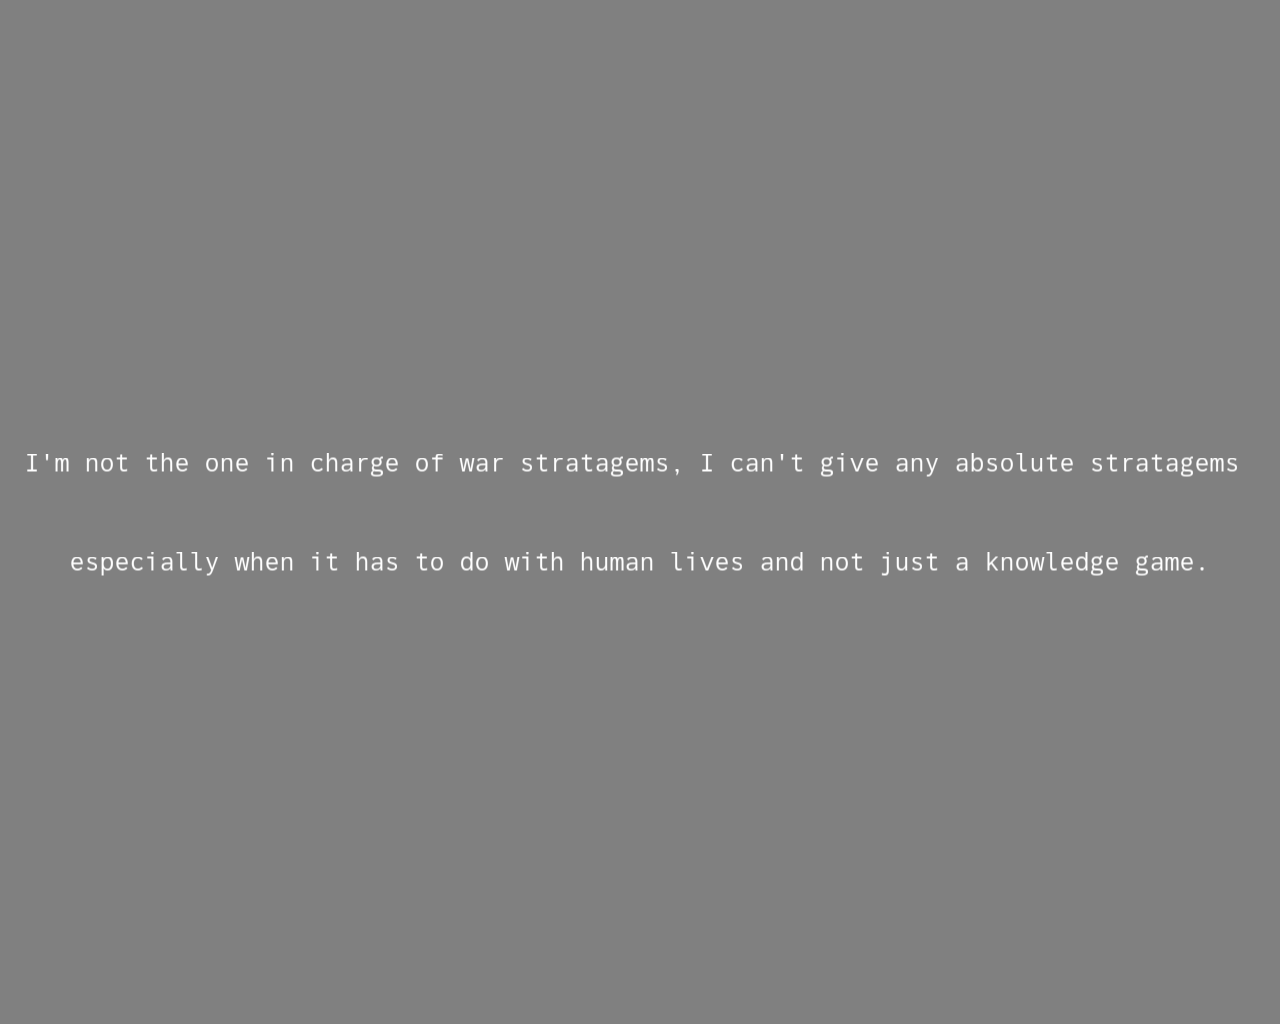 I'm not the one in charge of war stratagems, I can't give any absolute stratagems
especially when it has to do with human lives and not just a knowledge game.